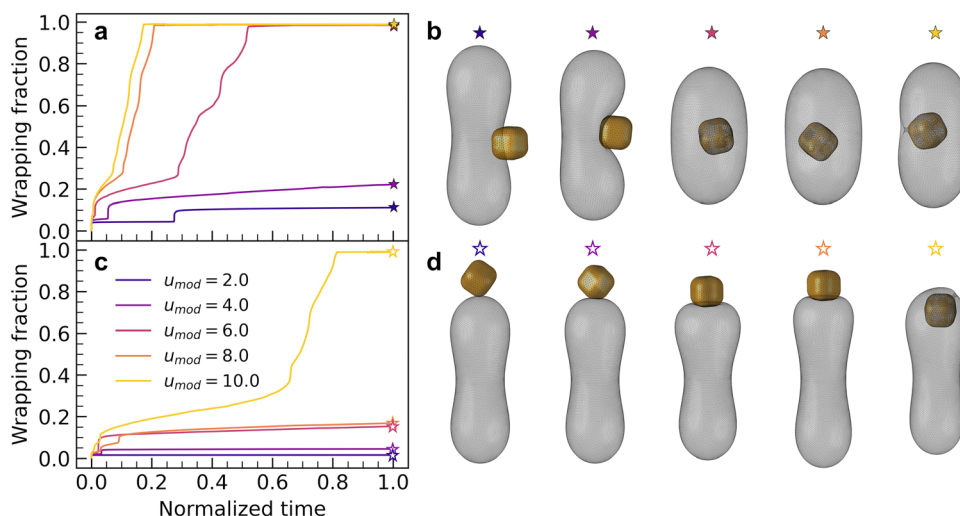 a
1.0
0.8
0.6
0.4
0.2
0.0
Wrapping fraction
b
c
1.0
0.8
0.6
0.4
0.2
0.0
Wrapping fraction
u_mod = 2.0
u_mod = 4.0
u_mod = 6.0
u_mod = 8.0
u_mod = 10.0
0.0 0.2 0.4 0.6 0.8 1.0
Normalized time
d